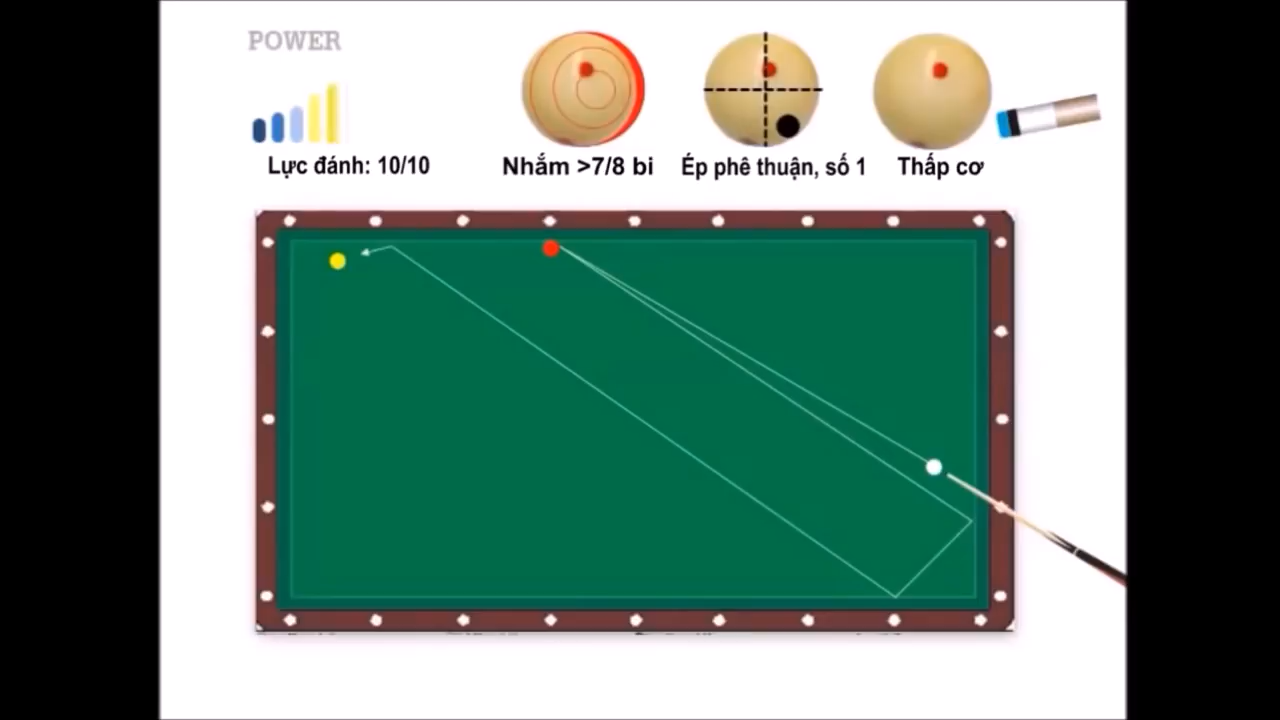 POWER
Lực đánh: 10/10
Nhắm >7/8 bi
Ép phê thuận, số 1
Thấp cơ